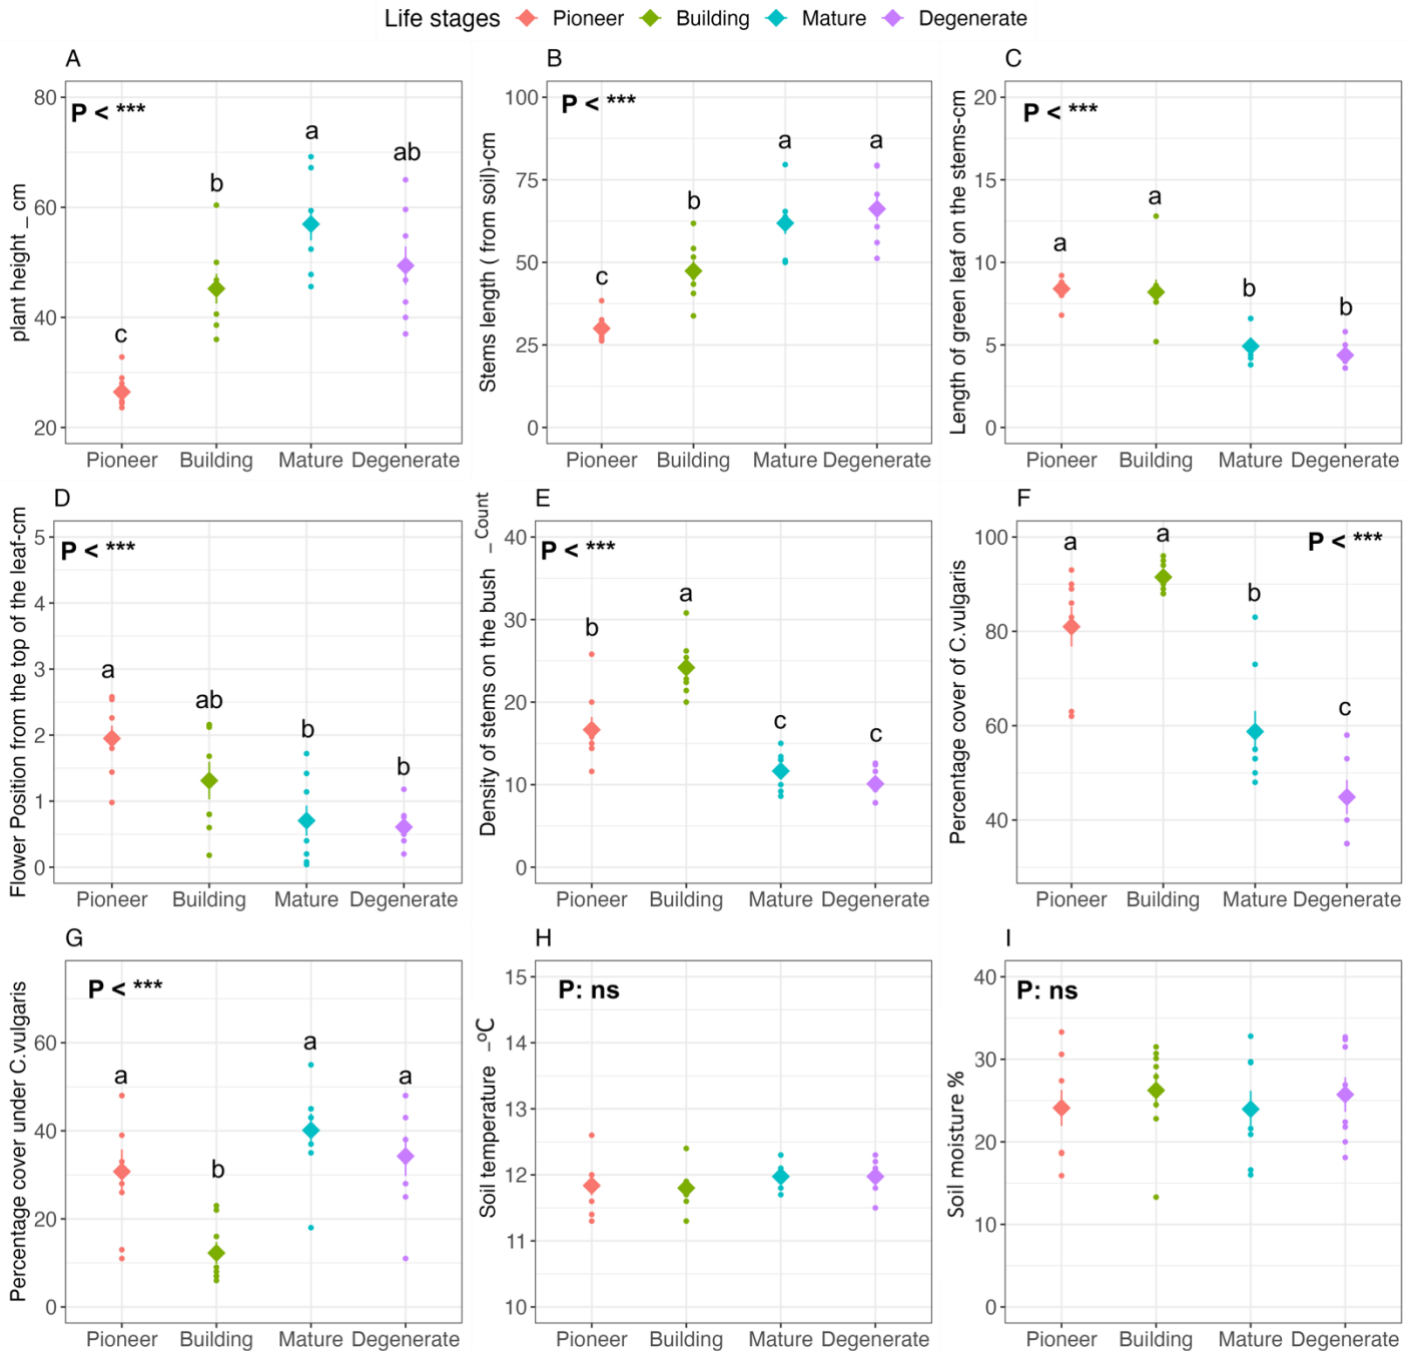 Life stages Pioneer Building Mature Degenerate
A
P < ***
plant height _ cm
80
60
40
20
c
b
a
ab
Pioneer Building Mature Degenerate
B
P < ***
Stems length ( from soil)-cm
100
75
50
25
0
c
b
a
a
Pioneer Building Mature Degenerate
C
P < ***
Length of green leaf on the stems-cm
20
15
10
5
0
a
a
b
b
Pioneer Building Mature Degenerate
D
P < ***
Flower Position from the top of the leaf-cm
5
4
3
2
1
0
a
ab
b
b
Pioneer Building Mature Degenerate
E
P < ***
Density of stems on the bush _ Count
40
30
20
10
0
b
a
c
c
Pioneer Building Mature Degenerate
F
P < ***
Percentage cover of C.vulgaris
100
80
60
40
a
a
b
c
Pioneer Building Mature Degenerate
G
P < ***
Percentage cover under C.vulgaris
60
40
20
0
a
b
a
a
Pioneer Building Mature Degenerate
H
P: ns
Soil temperature _ºC
15
14
13
12
11
10
Pioneer Building Mature Degenerate
I
P: ns
Soil moisture %
40
30
20
10
0
Pioneer Building Mature Degenerate